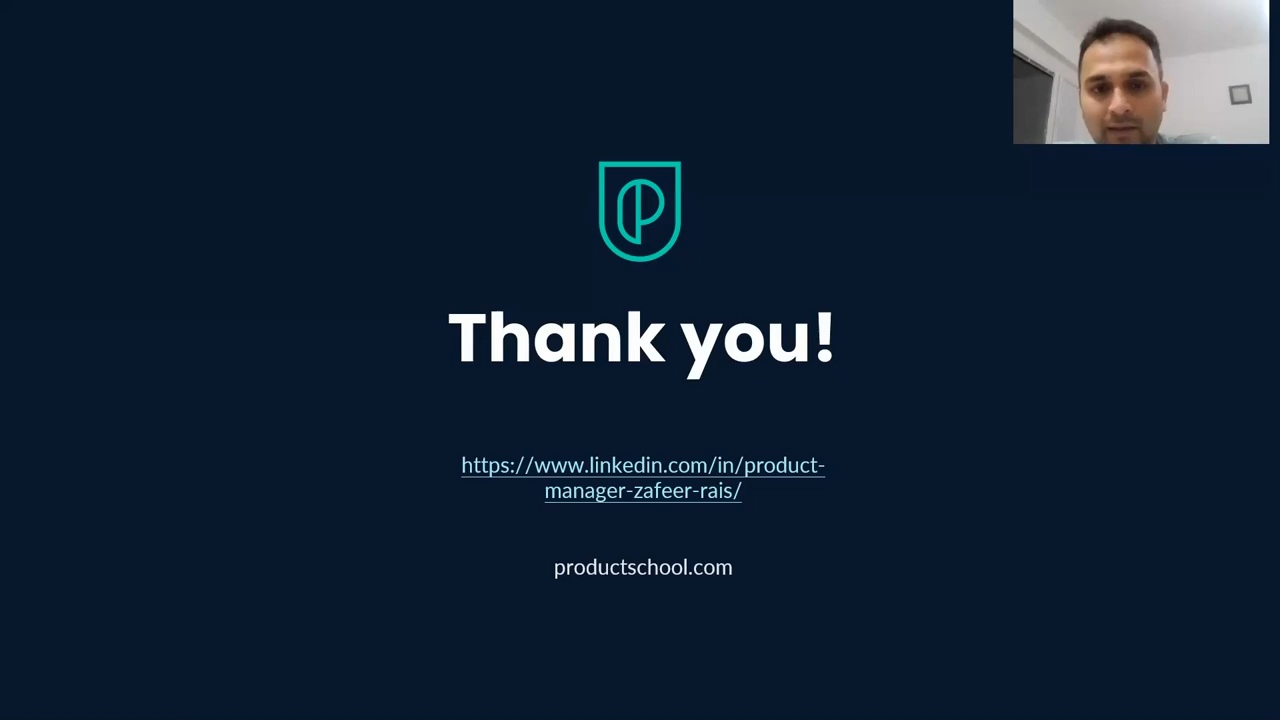 Thank you!
https://www.linkedin.com/in/product-
manager-zafeer-rais/
productschool.com